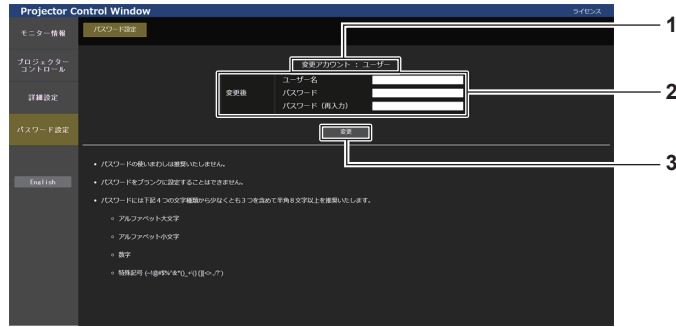 Projector Control Window
ライセンス
モニター情報
パスワード設定
プロジェクター
コントロール
詳細設定
パスワード設定
English
変更アカウント : ユーザー
変更後
ユーザー名
パスワード
パスワード (再入力)
変更
• パスワードの使いまわしは推奨いたしません。
• パスワードをブランクに設定することはできません。
• パスワードには下記4つの文字種類から少なくとも3つを含めて半角8文字以上を推奨いたします。
◦ アルファベット大文字
◦ アルファベット小文字
◦ 数字
◦ 特殊記号
1
2
3